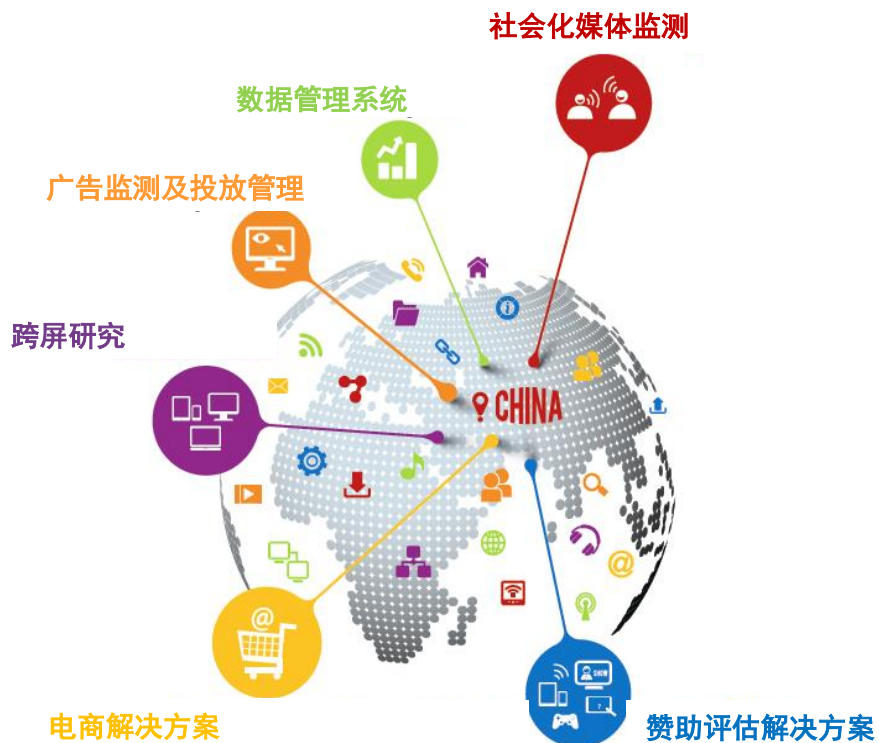 社会化媒体监测
数据管理系统
广告监测及投放管理
跨屏研究
CHINA
@
@
SHOW
?
电商解决方案
赞助评估解决方案